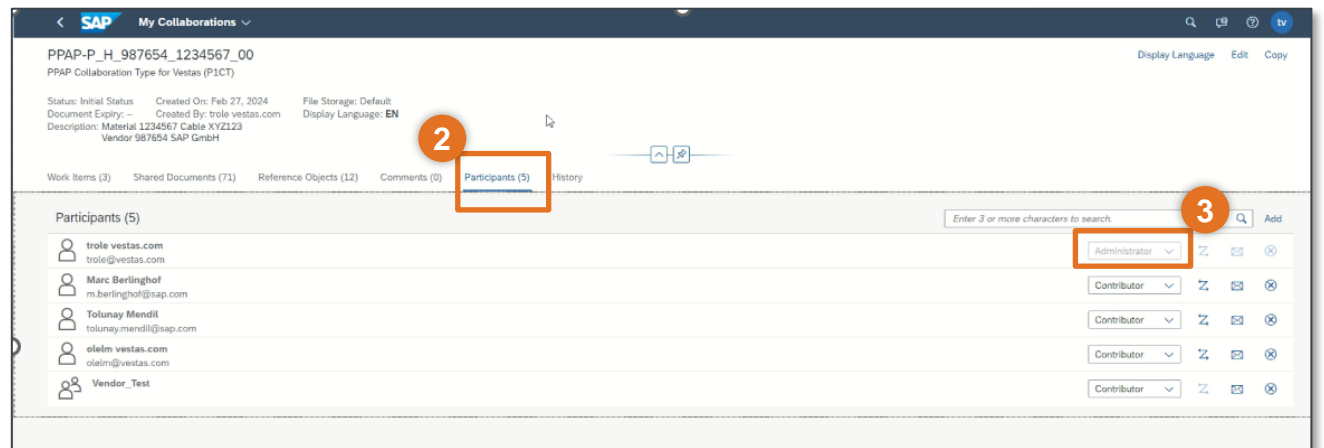 SAP My Collaborations
tv
PPAP-P_H_987654_1234567_00
Display Language Edit Copy
PPAP Collaboration Type for Vestas (P1CT)
Status: Initial Status Created On: Feb 27, 2024 File Storage: Default
Document Expiry: – Created By: trole vestas.com Display Language: EN
Description: Material 1234567 Cable XYZ123
Vendor 987654 SAP GmbH
2
Work Items (3) Shared Documents (71) Reference Objects (12) Comments (0) Participants (5) History
3
Participants (5) Enter 3 or more characters to search. Add
trole vestas.com
trole@vestas.com
Administrator
Marc Berlinghof
m.berlinghof@sap.com
Contributor
Tolunay Mendil
tolunay.mendil@sap.com
Contributor
olelm vestas.com
olelm@vestas.com
Contributor
Vendor_Test
Contributor